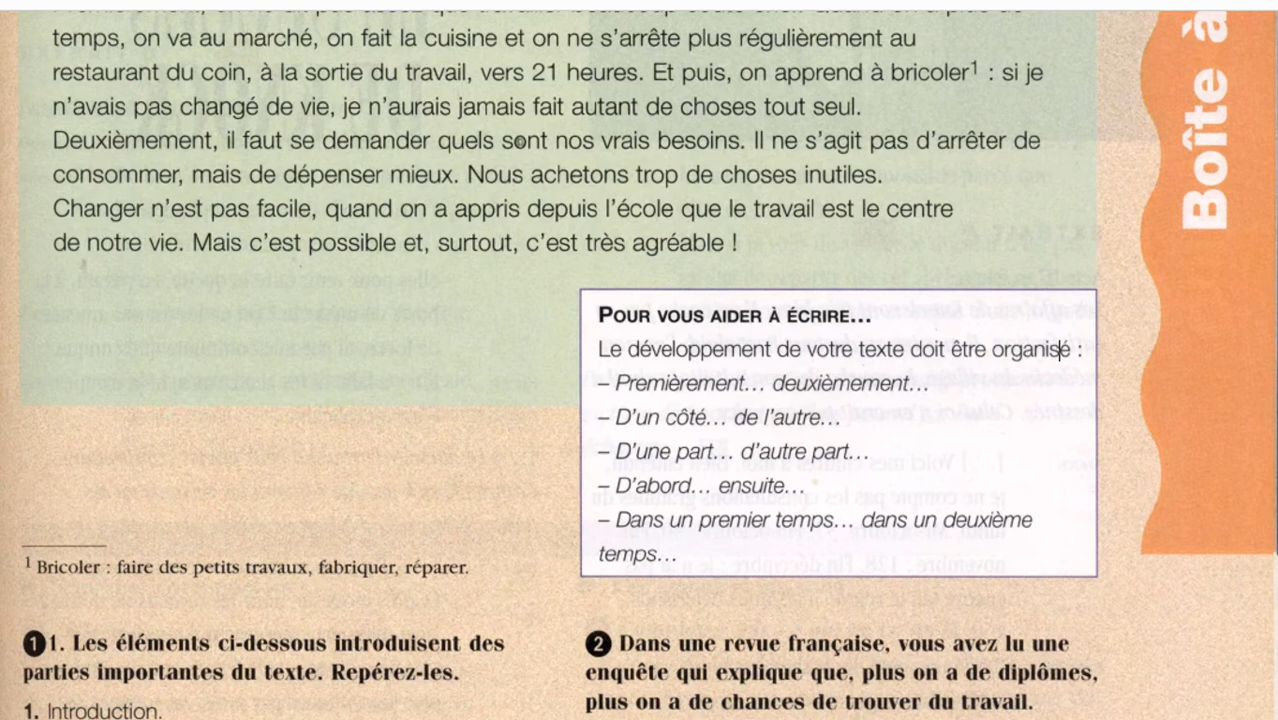 temps, on va au marché, on fait la cuisine et on ne s'arrête plus régulièrement au
restaurant du coin, à la sortie du travail, vers 21 heures. Et puis, on apprend à bricoler¹ : si je
n'avais pas changé de vie, je n'aurais jamais fait autant de choses tout seul.
Deuxièmement, il faut se demander quels sont nos vrais besoins. Il ne s'agit pas d'arrêter de
consommer, mais de dépenser mieux. Nous achetons trop de choses inutiles.
Changer n'est pas facile, quand on a appris depuis l'école que le travail est le centre
de notre vie. Mais c'est possible et, surtout, c'est très agréable !
POUR VOUS AIDER À ÉCRIRE...
Le développement de votre texte doit être organisé :
– Premièrement... deuxièmement...
– D'un côté... de l'autre...
– D'une part... d'autre part...
– D'abord... ensuite...
– Dans un premier temps... dans un deuxième
temps...
¹ Bricoler : faire des petits travaux, fabriquer, réparer.
❶ 1. Les éléments ci-dessous introduisent des
parties importantes du texte. Repérez-les.
1. Introduction.
❷ Dans une revue française, vous avez lu une
enquête qui explique que, plus on a de diplômes,
plus on a de chances de trouver du travail.
Boîte à